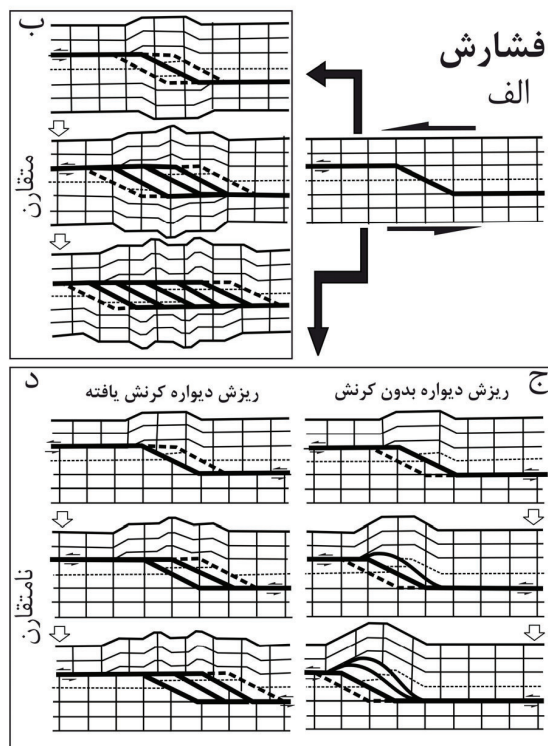 فشارش
الف
ب
متقارن
ج
ریزش دیواره بدون کرنش
د
ریزش دیواره کرنش یافته
نامتقارن